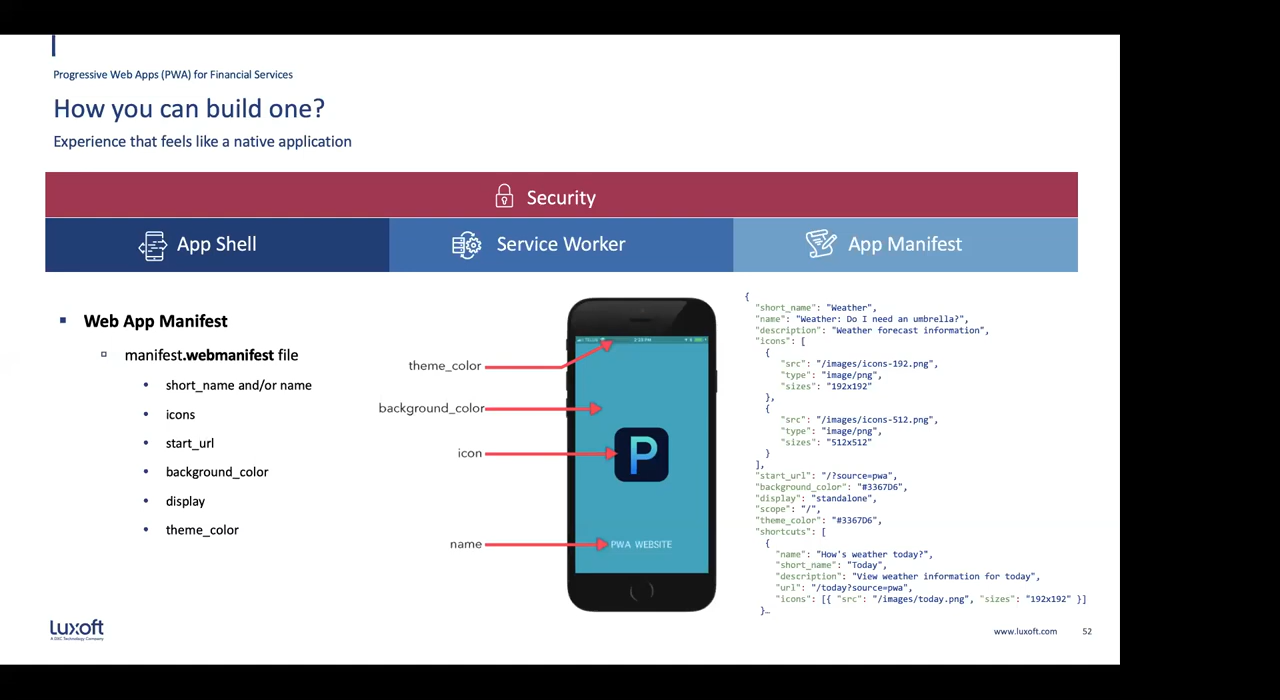 Progressive Web Apps (PWA) for Financial Services
How you can build one?
Experience that feels like a native application
Security
App Shell
Service Worker
App Manifest
Web App Manifest
manifest.webmanifest file
short_name and/or name
icons
start_url
background_color
display
theme_color
theme_color
background_color
icon
name
2:15 PM
P
PWA WEBSITE
{
"short_name": "Weather",
"name": "Weather: Do I need an umbrella?",
"description": "Weather forecast information",
"icons": [
{
"src": "/images/icons-192.png",
"type": "image/png",
"sizes": "192x192"
},
{
"src": "/images/icons-512.png",
"type": "image/png",
"sizes": "512x512"
}
],
"start_url": "/?source=pwa",
"background_color": "#3367D6",
"display": "standalone",
"scope": "/",
"theme_color": "#3367D6",
"shortcuts": [
{
"name": "How's weather today?",
"short_name": "Today",
"description": "View weather information for today",
"url": "/today?source=pwa",
"icons": [{ "src": "/images/today.png", "sizes": "192x192" }]
}…
luxoft
A DXC Technology Company
www.luxoft.com
52